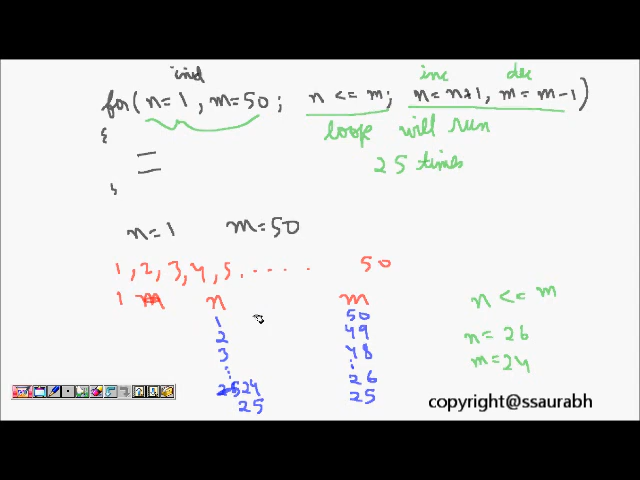 inc dec
for( n=1 , m=50 ; n <= m; n = n+1, m = m-1 )
{ loop will run
25 times
}
n=1 m=50
1, 2, 3, 4, 5, ..... 50
1 m n m
1 50
2 49
3 48
: :
24 26
25 25
n <= m
n = 26
m = 24
copyright@ssaurabh